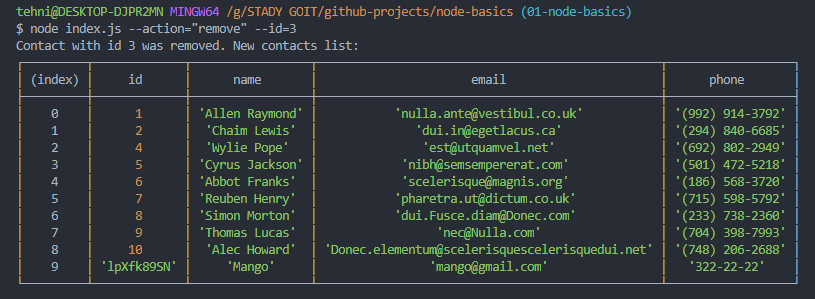 tehni@DESKTOP-DJPR2MN MINGW64 /g/STADY GOIT/github-projects/node-basics (01-node-basics)
$ node index.js --action="remove" --id=3
Contact with id 3 was removed. New contacts list:
(index) id name email phone
0 1 'Allen Raymond' 'nulla.ante@vestibul.co.uk' '(992) 914-3792'
1 2 'Chaim Lewis' 'dui.in@egetlacus.ca' '(294) 840-6685'
2 4 'Wylie Pope' 'est@utquamvel.net' '(692) 802-2949'
3 5 'Cyrus Jackson' 'nibh@semsempererat.com' '(501) 472-5218'
4 6 'Abbot Franks' 'scelerisque@magnis.org' '(186) 568-3720'
5 7 'Reuben Henry' 'pharetra.ut@dictum.co.uk' '(715) 598-5792'
6 8 'Simon Morton' 'dui.Fusce.diam@Donec.com' '(233) 738-2360'
7 9 'Thomas Lucas' 'nec@Nulla.com' '(704) 398-7993'
8 10 'Alec Howard' 'Donec.elementum@scelerisquescelerisquedui.net' '(748) 206-2688'
9 'lpXfk89SN' 'Mango' 'mango@gmail.com' '322-22-22'